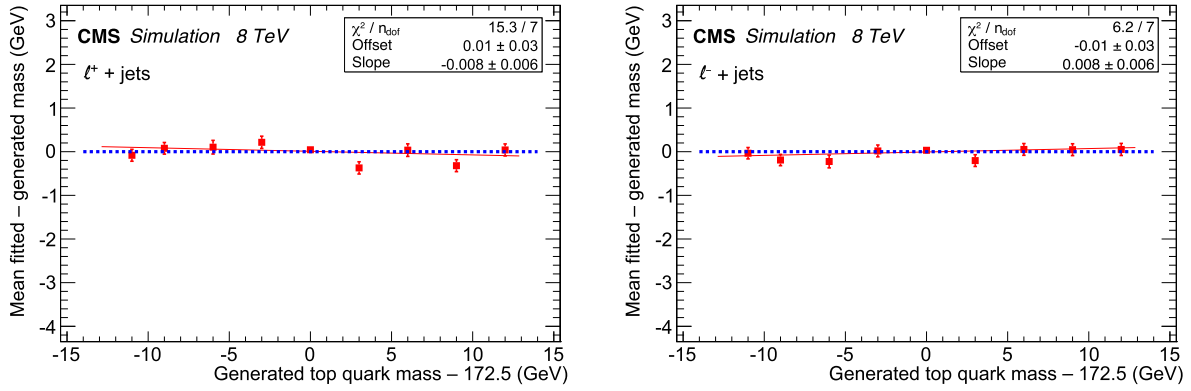 CMS Simulation 8 TeV
χ² / n_dof 15.3 / 7
Offset 0.01 ± 0.03
Slope -0.008 ± 0.006
ℓ⁺ + jets
Mean fitted – generated mass (GeV)
3
2
1
0
-1
-2
-3
-4
-15 -10 -5 0 5 10 15
Generated top quark mass – 172.5 (GeV)
CMS Simulation 8 TeV
χ² / n_dof 6.2 / 7
Offset -0.01 ± 0.03
Slope 0.008 ± 0.006
ℓ⁻ + jets
Mean fitted – generated mass (GeV)
3
2
1
0
-1
-2
-3
-4
-15 -10 -5 0 5 10 15
Generated top quark mass – 172.5 (GeV)